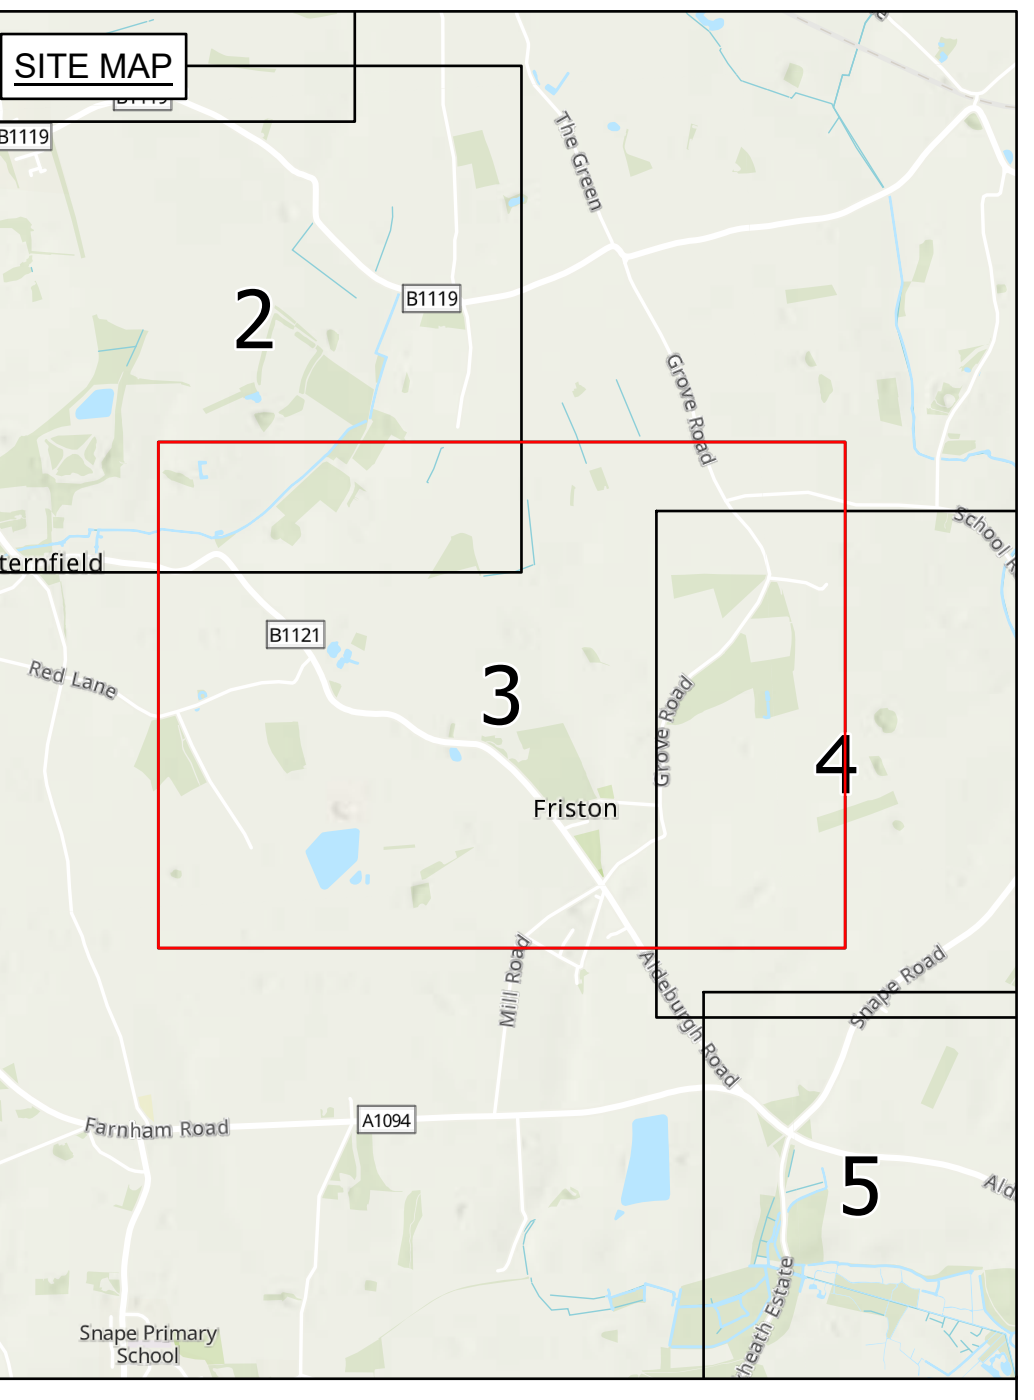 SITE MAP
B1119
B1119
The Green
2
B1119
Grove Road
School
ternfield
B1121
Red Lane
3
Grove Road
4
Friston
Mill Road
Aldeburgh Road
Snape Road
Farnham Road
A1094
5
Ald
rheath Estate
Snape Primary
School